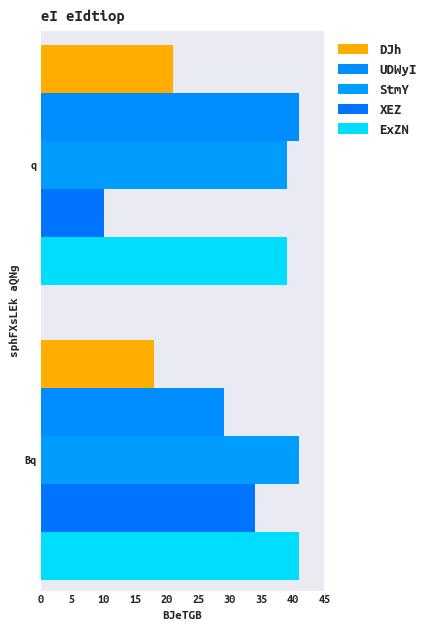 eI eIdtiop
DJh
UDWyI
StmY
XEZ
ExZN
q
Bq
sphFXsLEk aQNg
0 5 10 15 20 25 30 35 40 45
BJeTGB